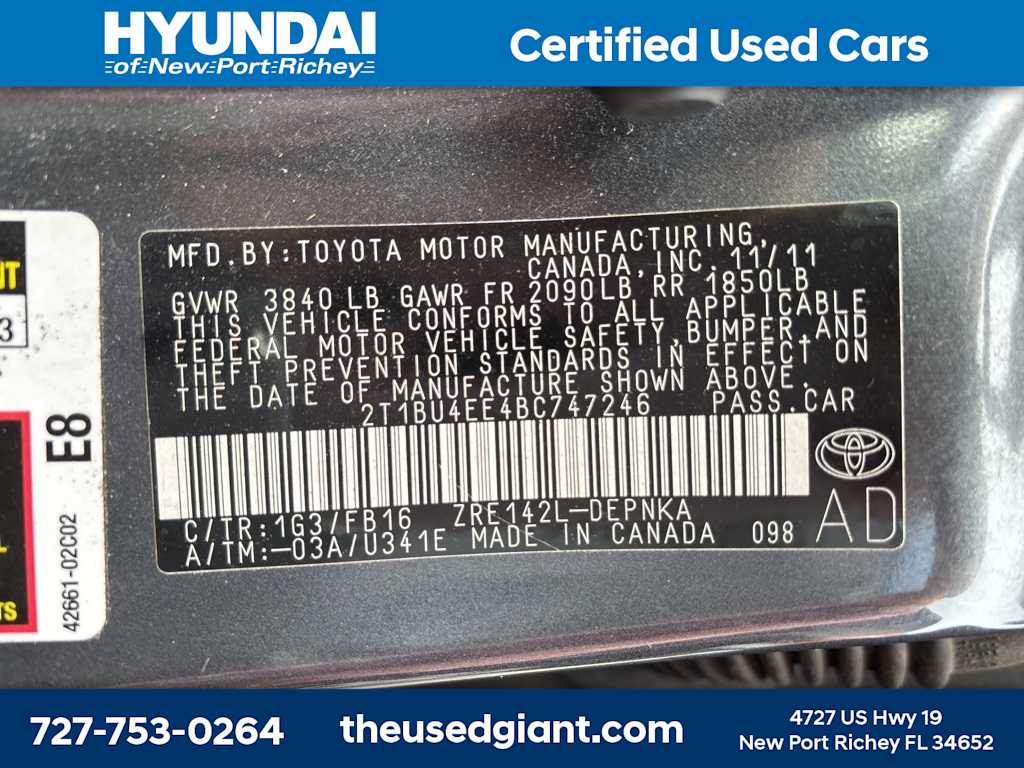 HYUNDAI
of New Port Richey
Certified Used Cars
NT
3
E8
42661-02C02
L
TS
MFD.BY:TOYOTA MOTOR MANUFACTURING,
CANADA,INC. 11/11
GVWR 3840LB GAWR FR 2090LB RR 1850LB
THIS VEHICLE CONFORMS TO ALL APPLICABLE
FEDERAL MOTOR VEHICLE SAFETY,BUMPER,AND
THEFT PREVENTION STANDARDS IN EFFECT ON
THE DATE OF MANUFACTURE SHOWN ABOVE.
2T1BU4EE4BC747246 PASS.CAR
C/TR:1G3/FB16 ZRE142L-DEPNKA
A/TM:-03A/U341E MADE IN CANADA 098
AD
727-753-0264
theusedgiant.com
4727 US Hwy 19
New Port Richey FL 34652